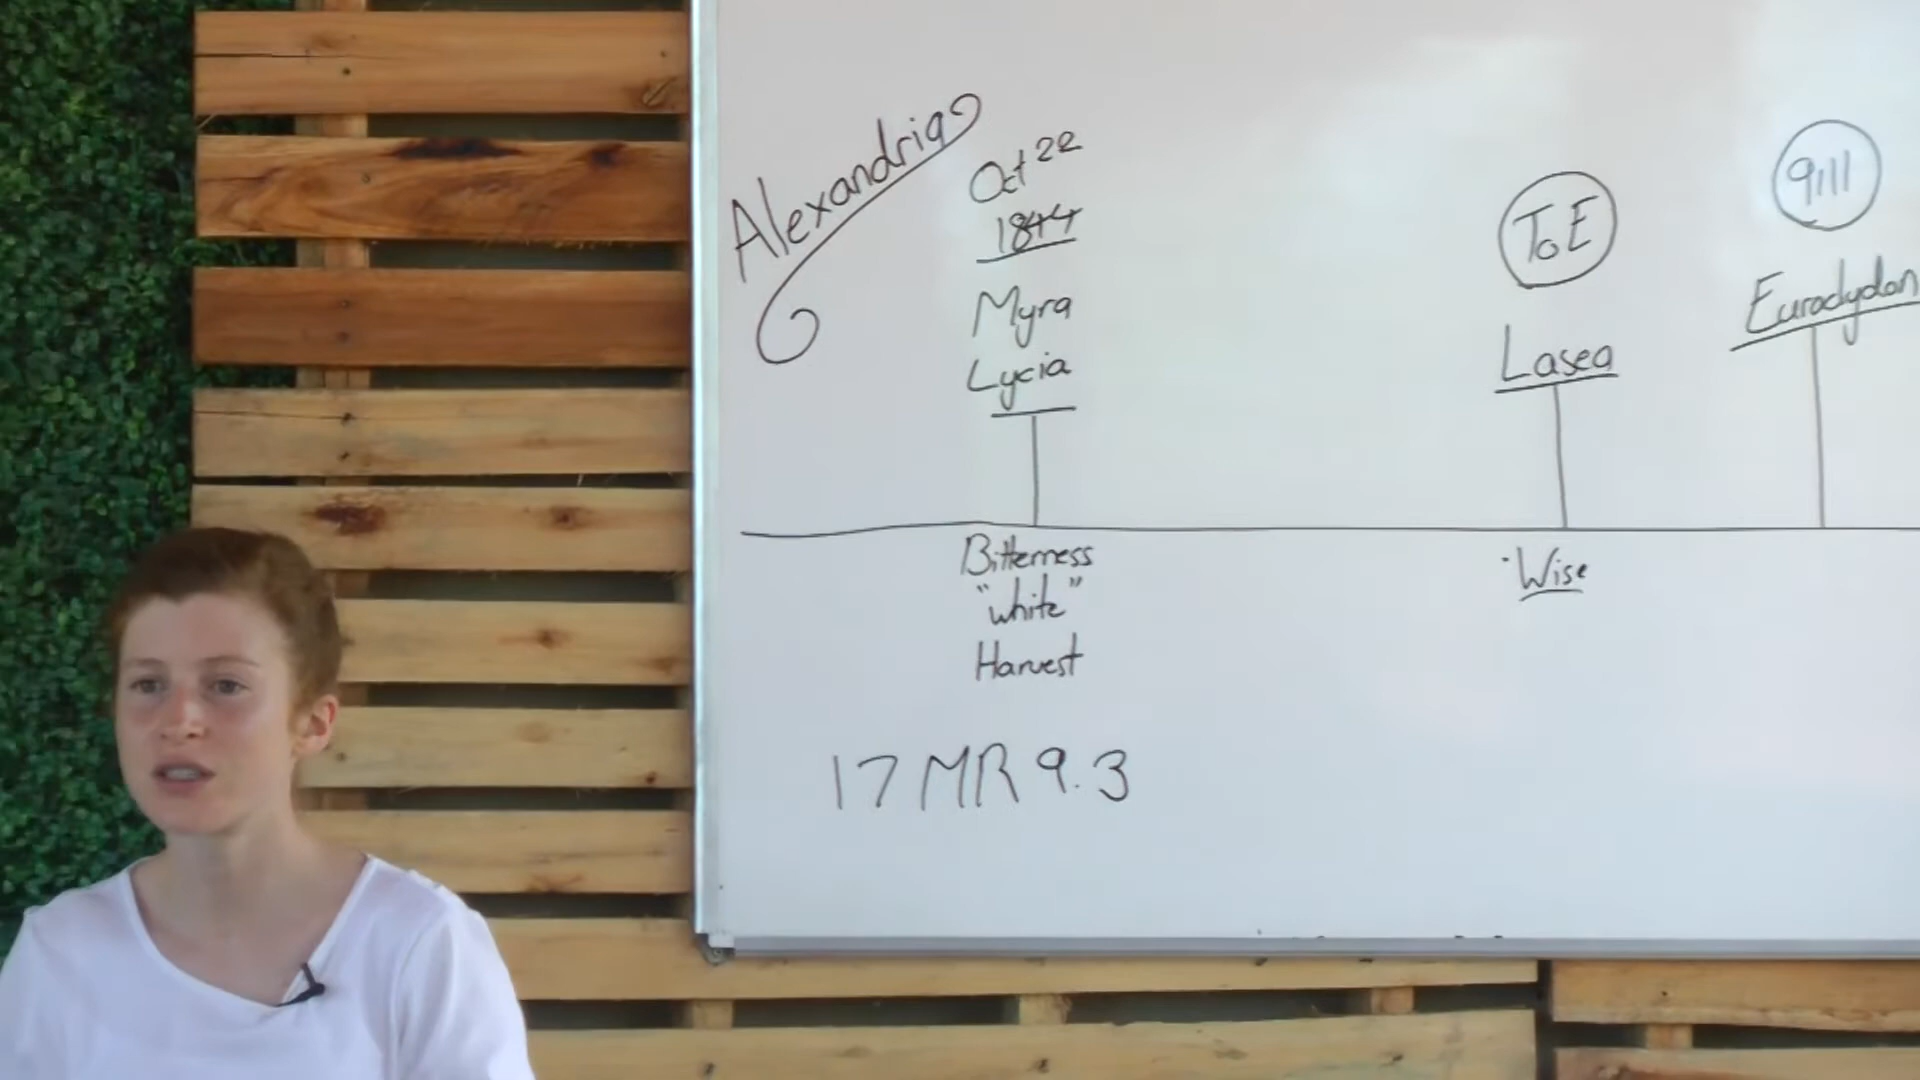 Alexandria
Oct 22
1844
Myra
Lycia
ToE
Lasea
9,11
Euroclydon
Bitterness
"white"
Harvest
Wise
17 MR 9.3